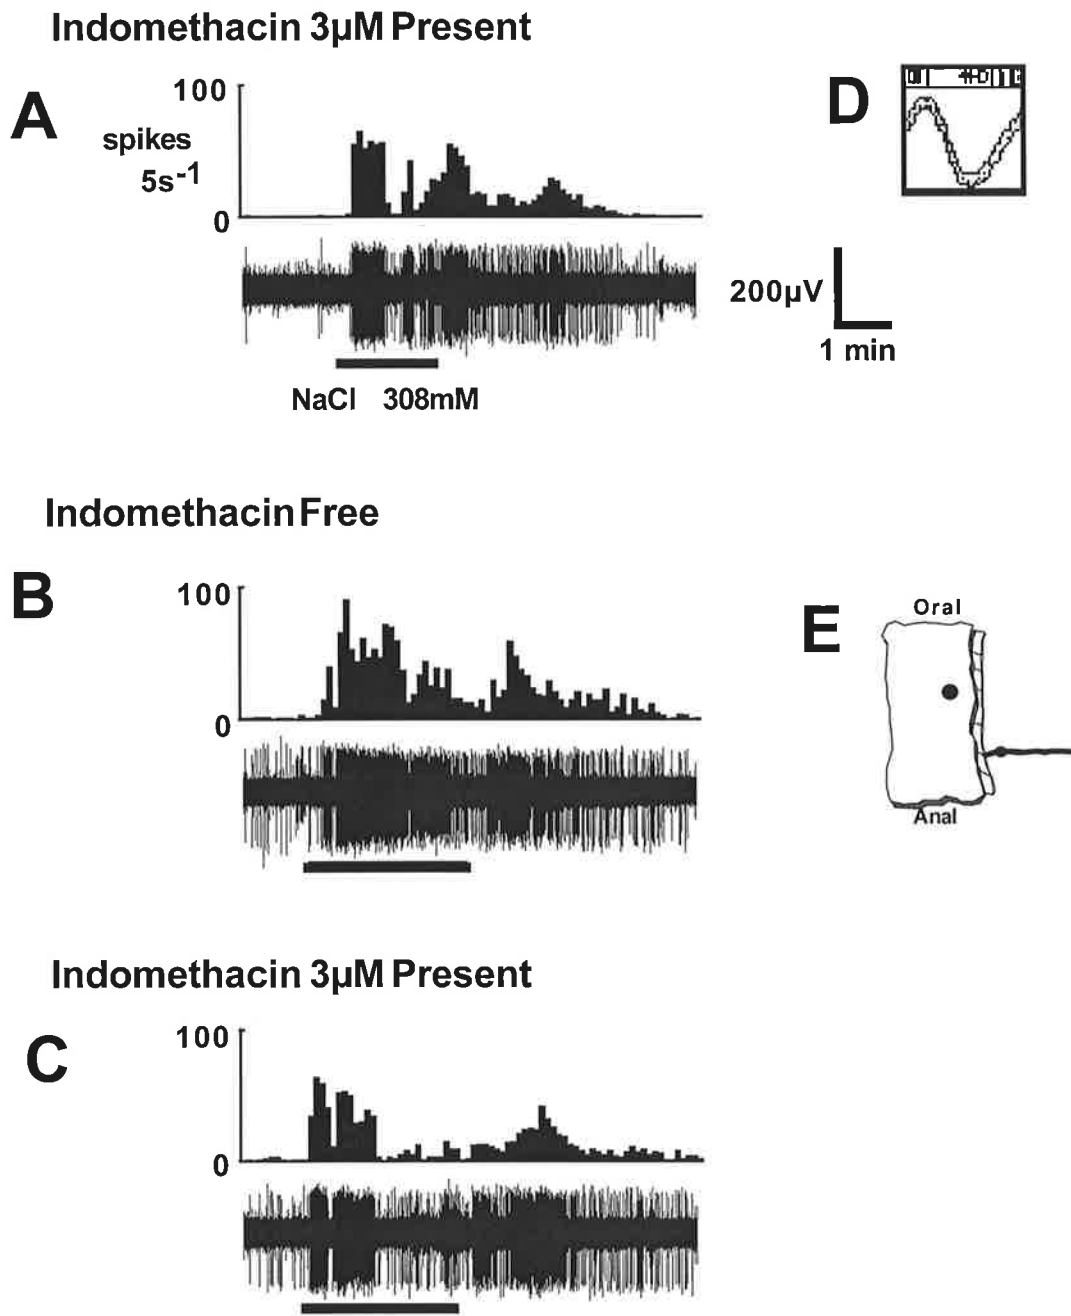 Indomethacin 3µM Present
A
100
spikes
5s-1
0
NaCl 308mM
D
200µV
1 min
Indomethacin Free
B
100
0
E
Oral
Anal
Indomethacin 3µM Present
C
100
0